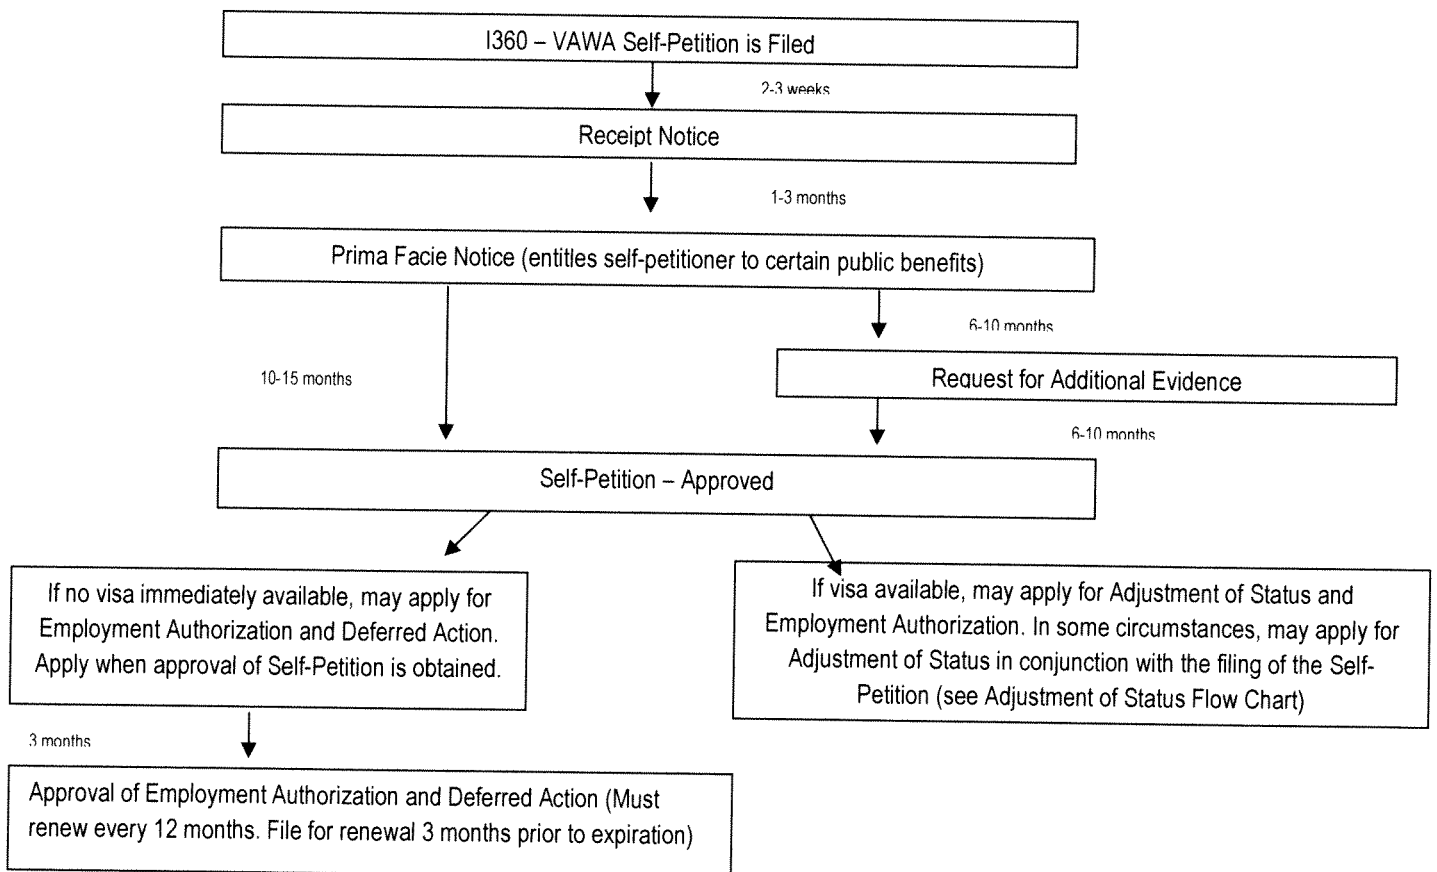 I360 – VAWA Self-Petition is Filed
2-3 weeks
Receipt Notice
1-3 months
Prima Facie Notice (entitles self-petitioner to certain public benefits)
6-10 months
10-15 months
Request for Additional Evidence
6-10 months
Self-Petition – Approved
If no visa immediately available, may apply for
Employment Authorization and Deferred Action.
Apply when approval of Self-Petition is obtained.
If visa available, may apply for Adjustment of Status and
Employment Authorization. In some circumstances, may apply for
Adjustment of Status in conjunction with the filing of the Self-
Petition (see Adjustment of Status Flow Chart)
3 months
Approval of Employment Authorization and Deferred Action (Must
renew every 12 months. File for renewal 3 months prior to expiration)